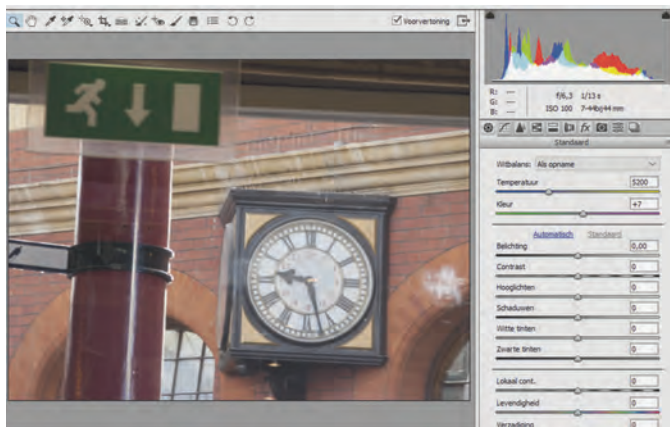 Voorvertoning
R: ---
G: ---
B: ---
f/6,3 1/13 s
ISO 100 7-44@44 mm
Standaard
Witbalans: Als opname
Temperatuur 5200
Kleur +7
Automatisch Standaard
Belichting 0,00
Contrast 0
Hooglichten 0
Schaduwen 0
Witte tinten 0
Zwarte tinten 0
Lokaal cont. 0
Levendigheid 0
Verzadiging